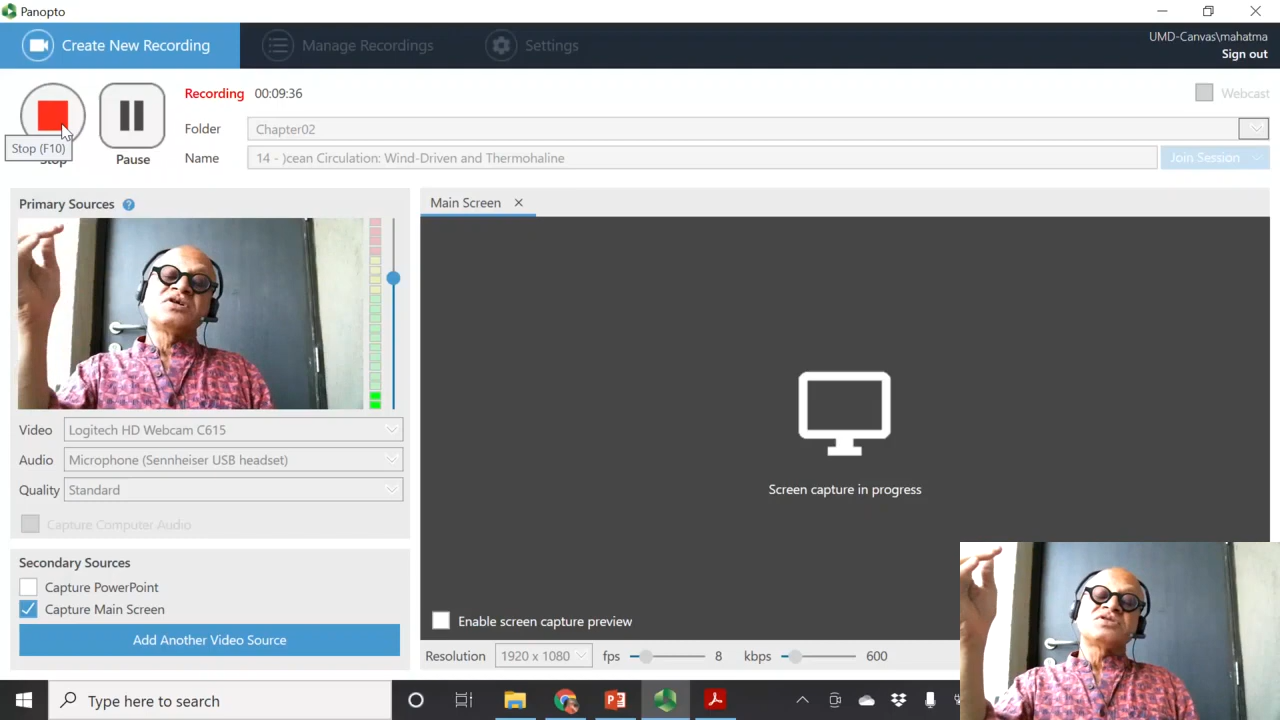 Panopto
Create New Recording
Manage Recordings
Settings
UMD-Canvas\mahatma
Sign out
Recording 00:09:36
Webcast
Folder Chapter02
Stop (F10)
Stop
Pause
Name 14 - )cean Circulation: Wind-Driven and Thermohaline
Join Session
Primary Sources ?
Main Screen
Video Logitech HD Webcam C615
Audio Microphone (Sennheiser USB headset)
Quality Standard
Capture Computer Audio
Screen capture in progress
Secondary Sources
Capture PowerPoint
Capture Main Screen
Add Another Video Source
Enable screen capture preview
Resolution 1920 x 1080 fps 8 kbps 600
Type here to search